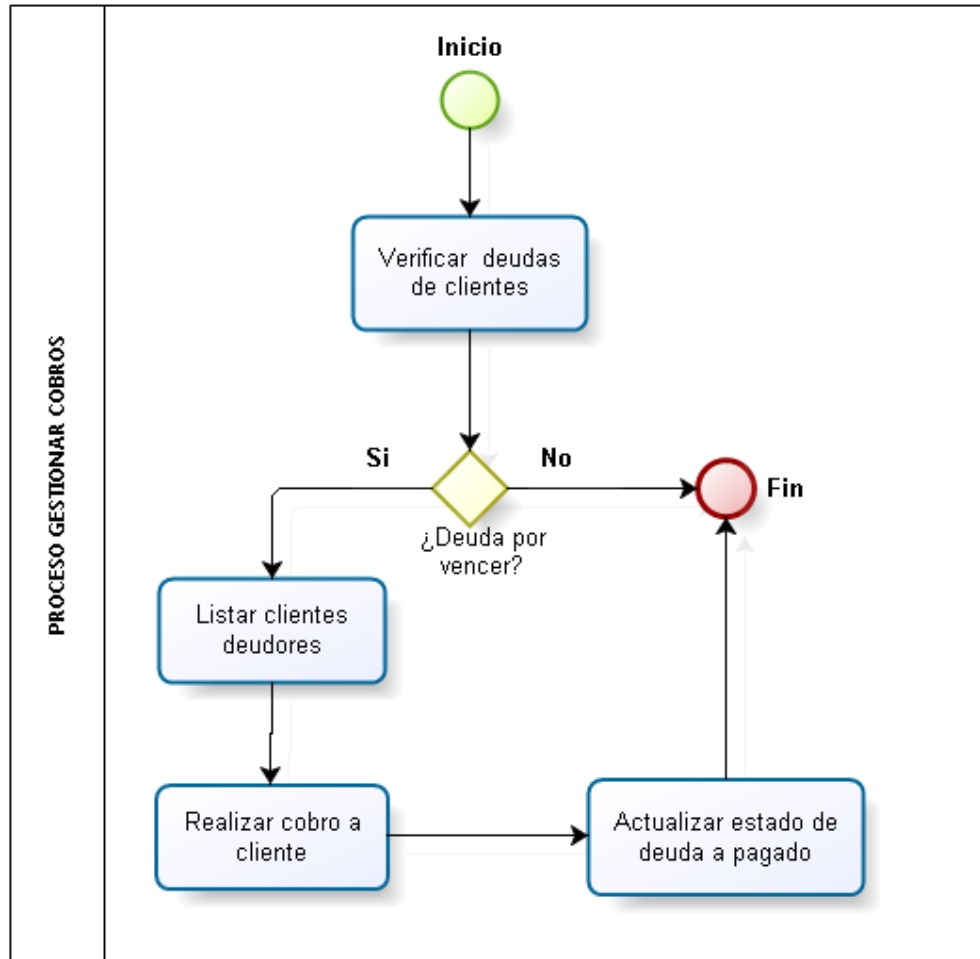 PROCESO GESTIONAR COBROS
Inicio
Verificar deudas
de clientes
Si
No
Fin
¿Deuda por
vencer?
Listar clientes
deudores
Realizar cobro a
cliente
Actualizar estado de
deuda a pagado